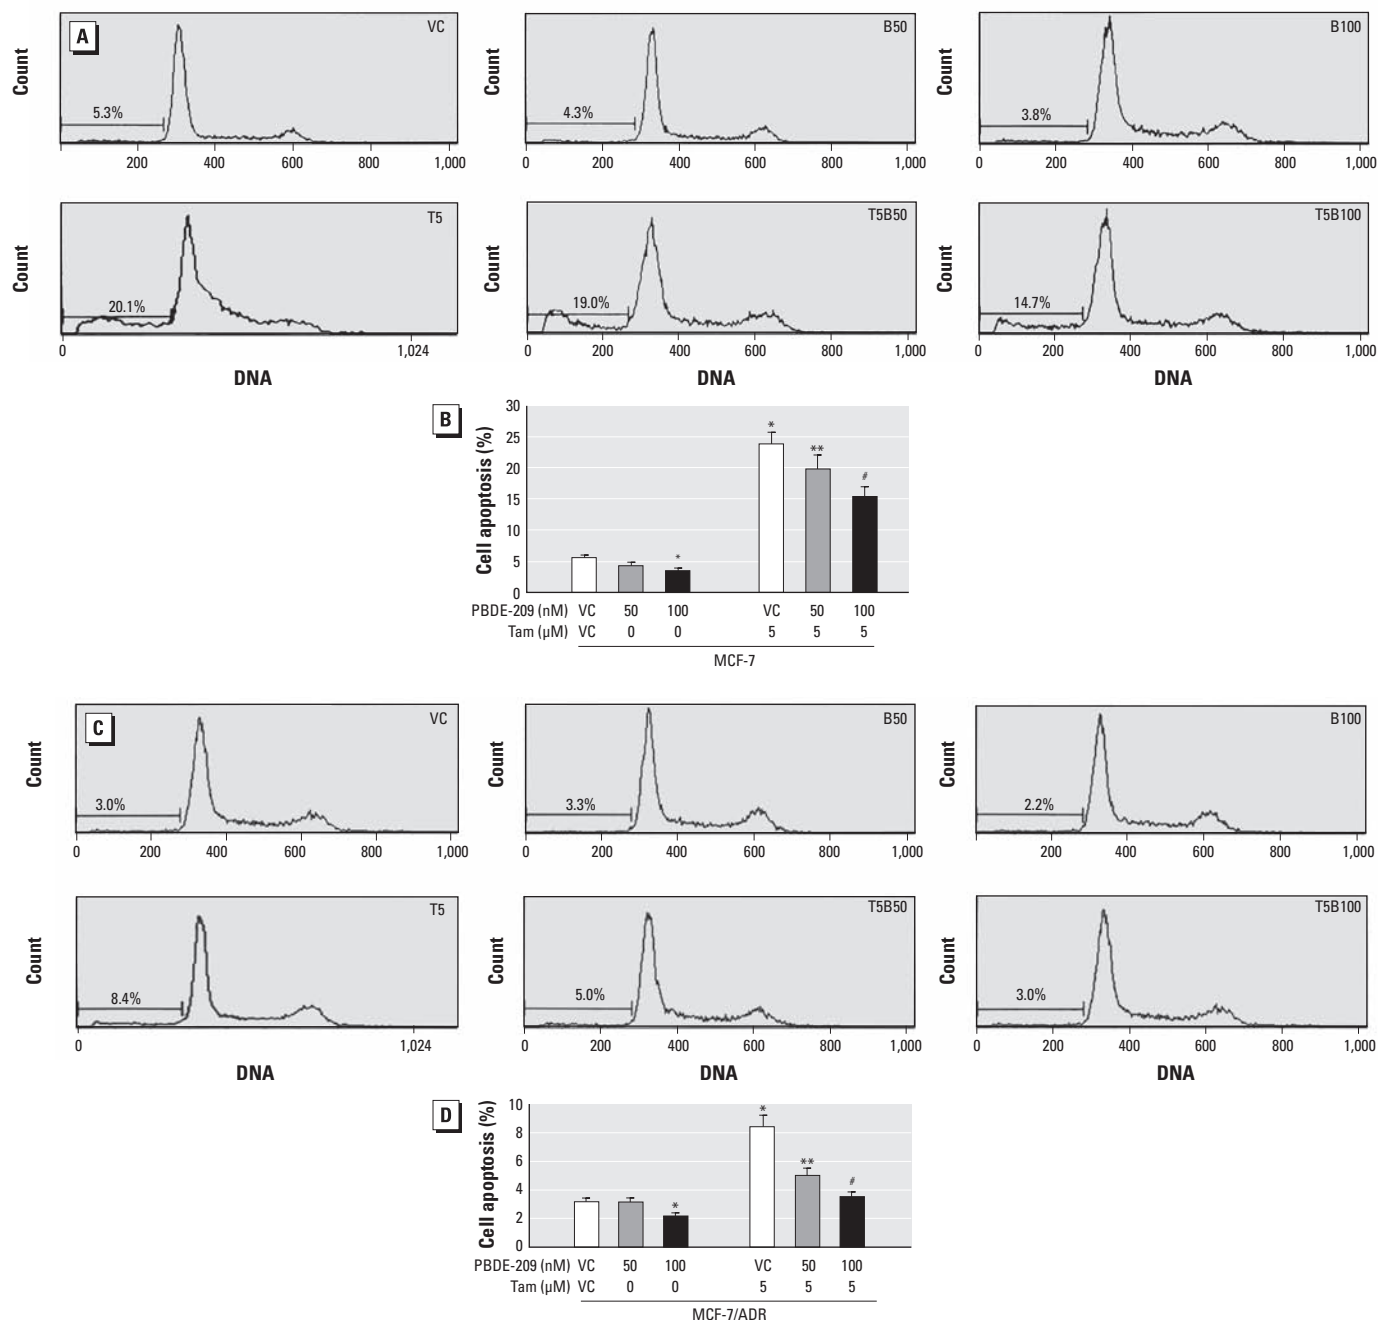 A
VC
Count
5.3%
200 400 600 800 1,000
B50
Count
4.3%
0 200 400 600 800 1,000
B100
Count
3.8%
0 200 400 600 800 1,000
T5
Count
20.1%
0 1,024
DNA
T5B50
Count
19.0%
0 200 400 600 800 1,000
DNA
T5B100
Count
14.7%
0 200 400 600 800 1,000
DNA
B
Cell apoptosis (%)
30
25
20
15
10
5
0
* * ** #
PBDE-209 (nM) VC 50 100 VC 50 100
Tam (µM) VC 0 0 5 5 5
MCF-7
C
VC
Count
3.0%
0 200 400 600 800 1,000
B50
Count
3.3%
0 200 400 600 800 1,000
B100
Count
2.2%
200 400 600 800 1,000
T5
Count
8.4%
0 1,024
DNA
T5B50
Count
5.0%
0 200 400 600 800 1,000
DNA
T5B100
Count
3.0%
0 200 400 600 800 1,000
DNA
D
Cell apoptosis (%)
10
8
6
4
2
0
* * ** #
PBDE-209 (nM) VC 50 100 VC 50 100
Tam (µM) VC 0 0 5 5 5
MCF-7/ADR